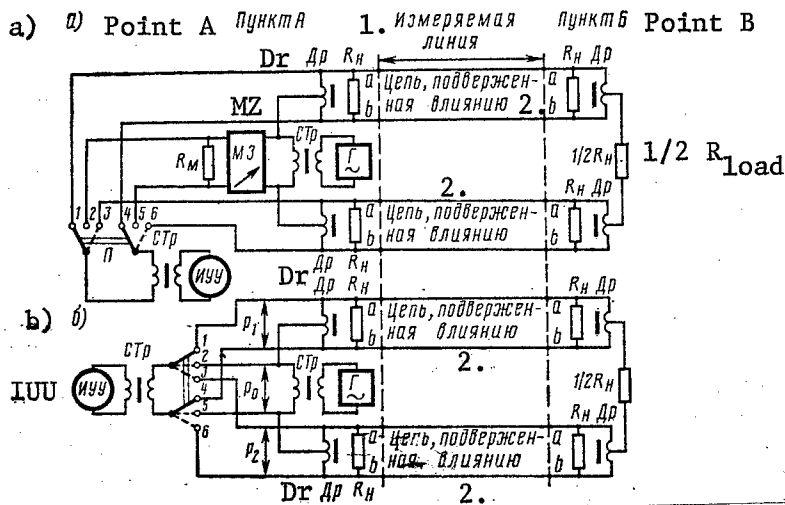 а) а) Point A Пункт А 1. Измеряемая линия Пункт Б Point B
Dr Др Rн Rн Др
a Цепь, подвержен- a
b ная влиянию 2. b
MZ
Rм МЗ СТр Г
1/2 Rн 1/2 R load
2.
1 2 3 4 5 6
П СТр
ИУУ
a Цепь, подвержен- a
b ная влиянию b
Rн Др
Dr Др Rн
b) б)
Др Rн Rн Др
p₁ a Цепь, подвержен- a
b ная влиянию b
2.
IUU ИУУ СТр
1
2
3
4
5
6
p₀ СТр Г
1/2 Rн
Rн Др
p₂ a Цепь, подвержен- a
b ная влиянию b
Dr Др Rн 2.